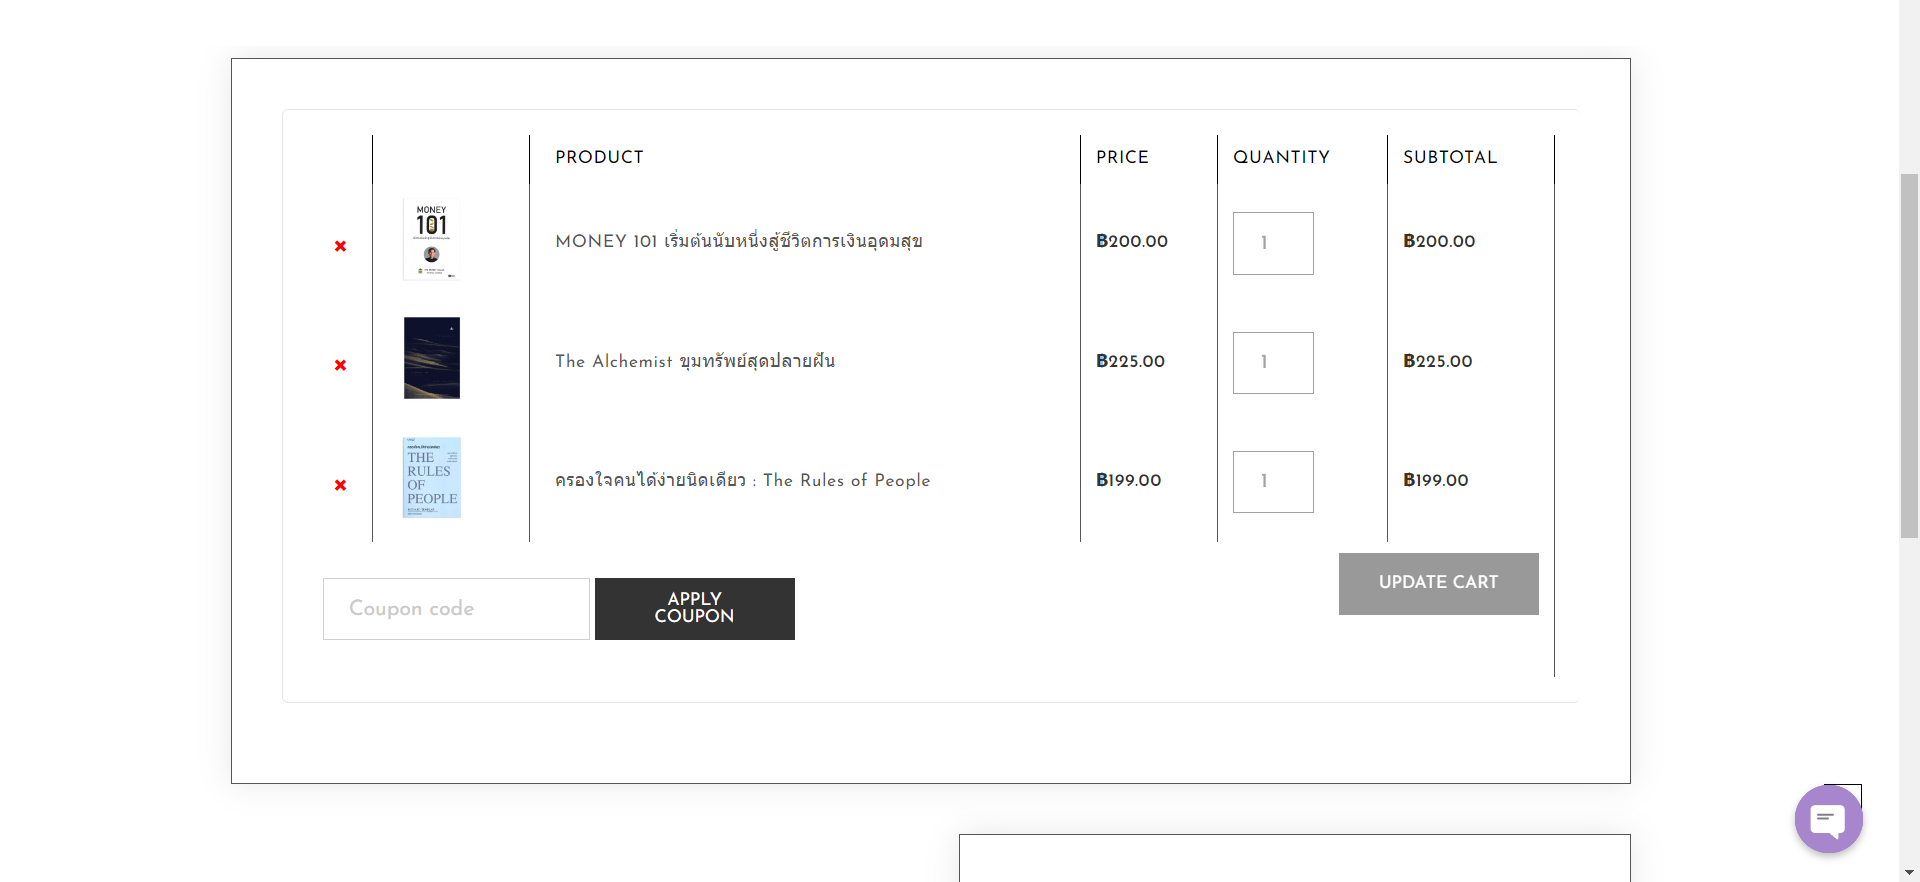 PRODUCT PRICE QUANTITY SUBTOTAL
MONEY
101
MONEY 101 เริ่มต้นนับหนึ่งสู้ชีวิตการเงินอุดมสุข ฿200.00 1 ฿200.00
The Alchemist ขุมทรัพย์สุดปลายฝัน ฿225.00 1 ฿225.00
THE
RULES
OF
PEOPLE
ครองใจคนได้ง่ายนิดเดียว : The Rules of People ฿199.00 1 ฿199.00
Coupon code
APPLY
COUPON
UPDATE CART